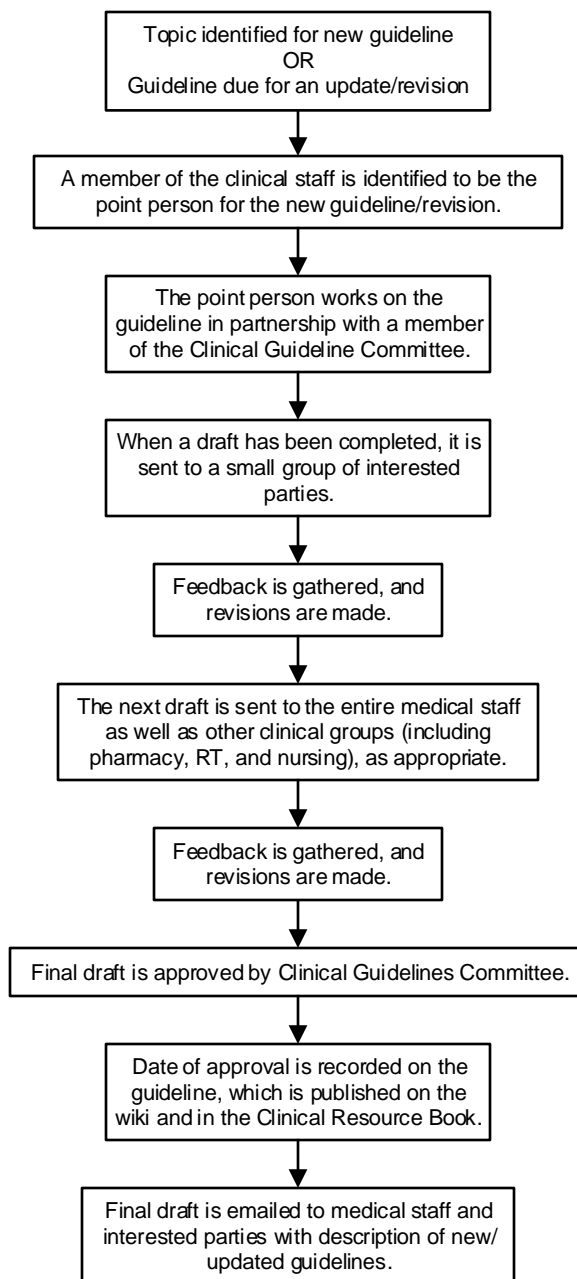 Topic identified for new guideline
OR
Guideline due for an update/revision
A member of the clinical staff is identified to be the
point person for the new guideline/revision.
The point person works on the
guideline in partnership with a member
of the Clinical Guideline Committee.
When a draft has been completed, it is
sent to a small group of interested
parties.
Feedback is gathered, and
revisions are made.
The next draft is sent to the entire medical staff
as well as other clinical groups (including
pharmacy, RT, and nursing), as appropriate.
Feedback is gathered, and
revisions are made.
Final draft is approved by Clinical Guidelines Committee.
Date of approval is recorded on the
guideline, which is published on the
wiki and in the Clinical Resource Book.
Final draft is emailed to medical staff and
interested parties with description of new/
updated guidelines.